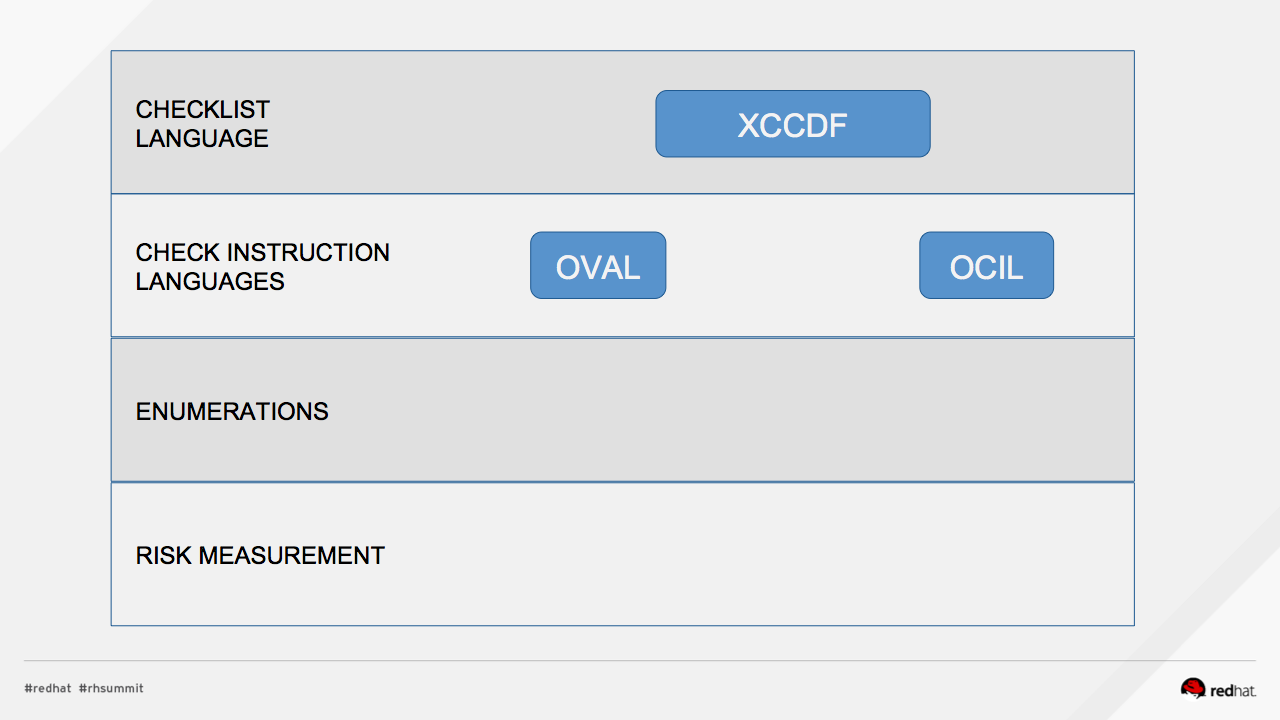 CHECKLIST
LANGUAGE
XCCDF
CHECK INSTRUCTION
LANGUAGES
OVAL
OCIL
ENUMERATIONS
RISK MEASUREMENT
#redhat #rhsummit
redhat.